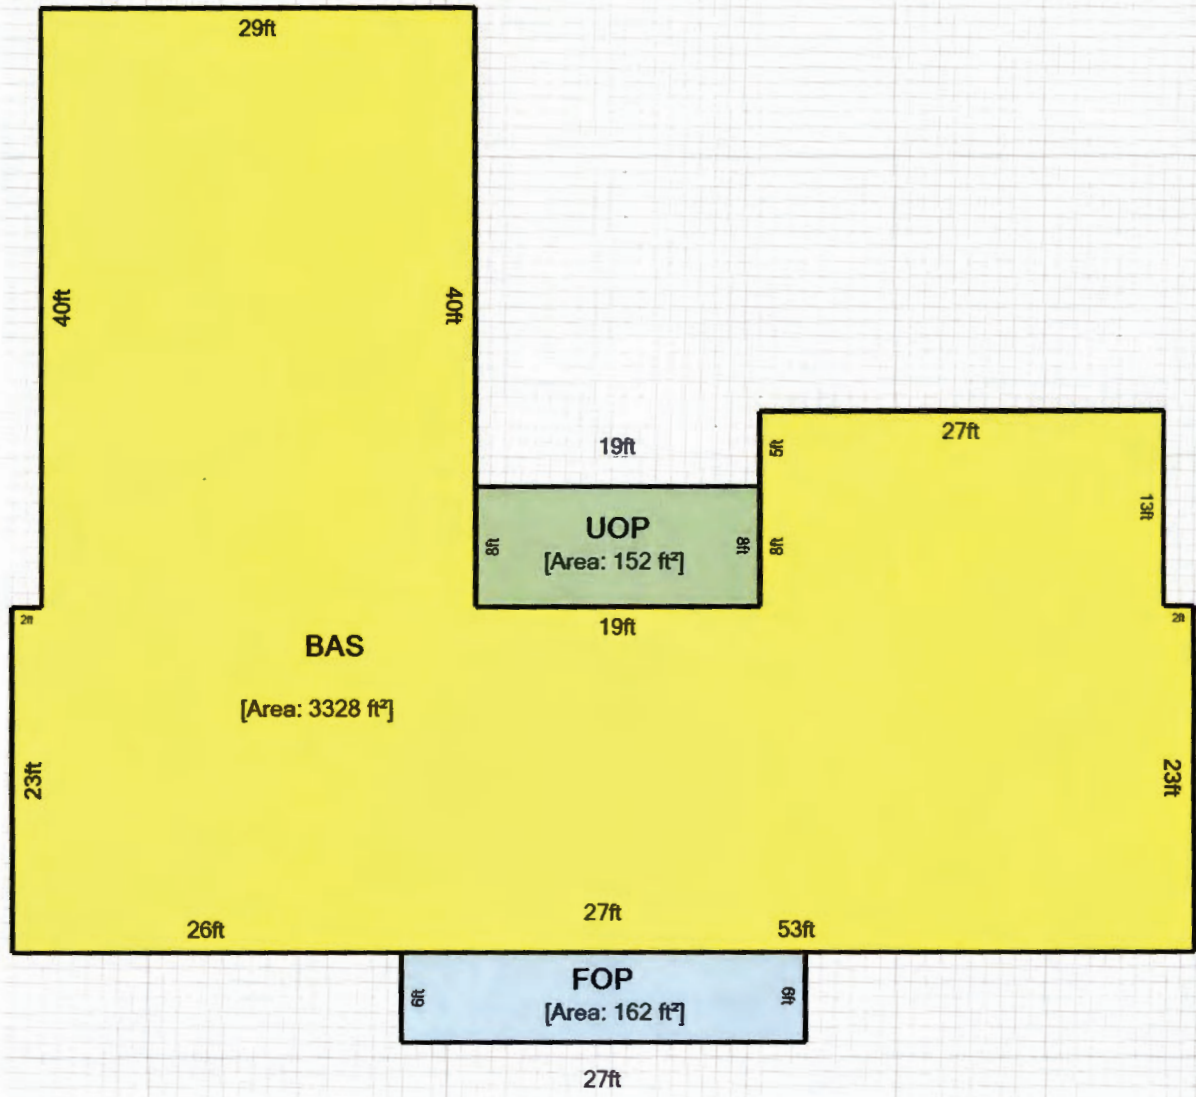 29ft
40ft
40ft
19ft
5ft
27ft
13ft
UOP
8ft
8ft
8ft
[Area: 152 ft²]
2ft
19ft
2ft
BAS
[Area: 3328 ft²]
23ft
23ft
26ft
27ft
53ft
FOP
6ft
6ft
[Area: 162 ft²]
27ft